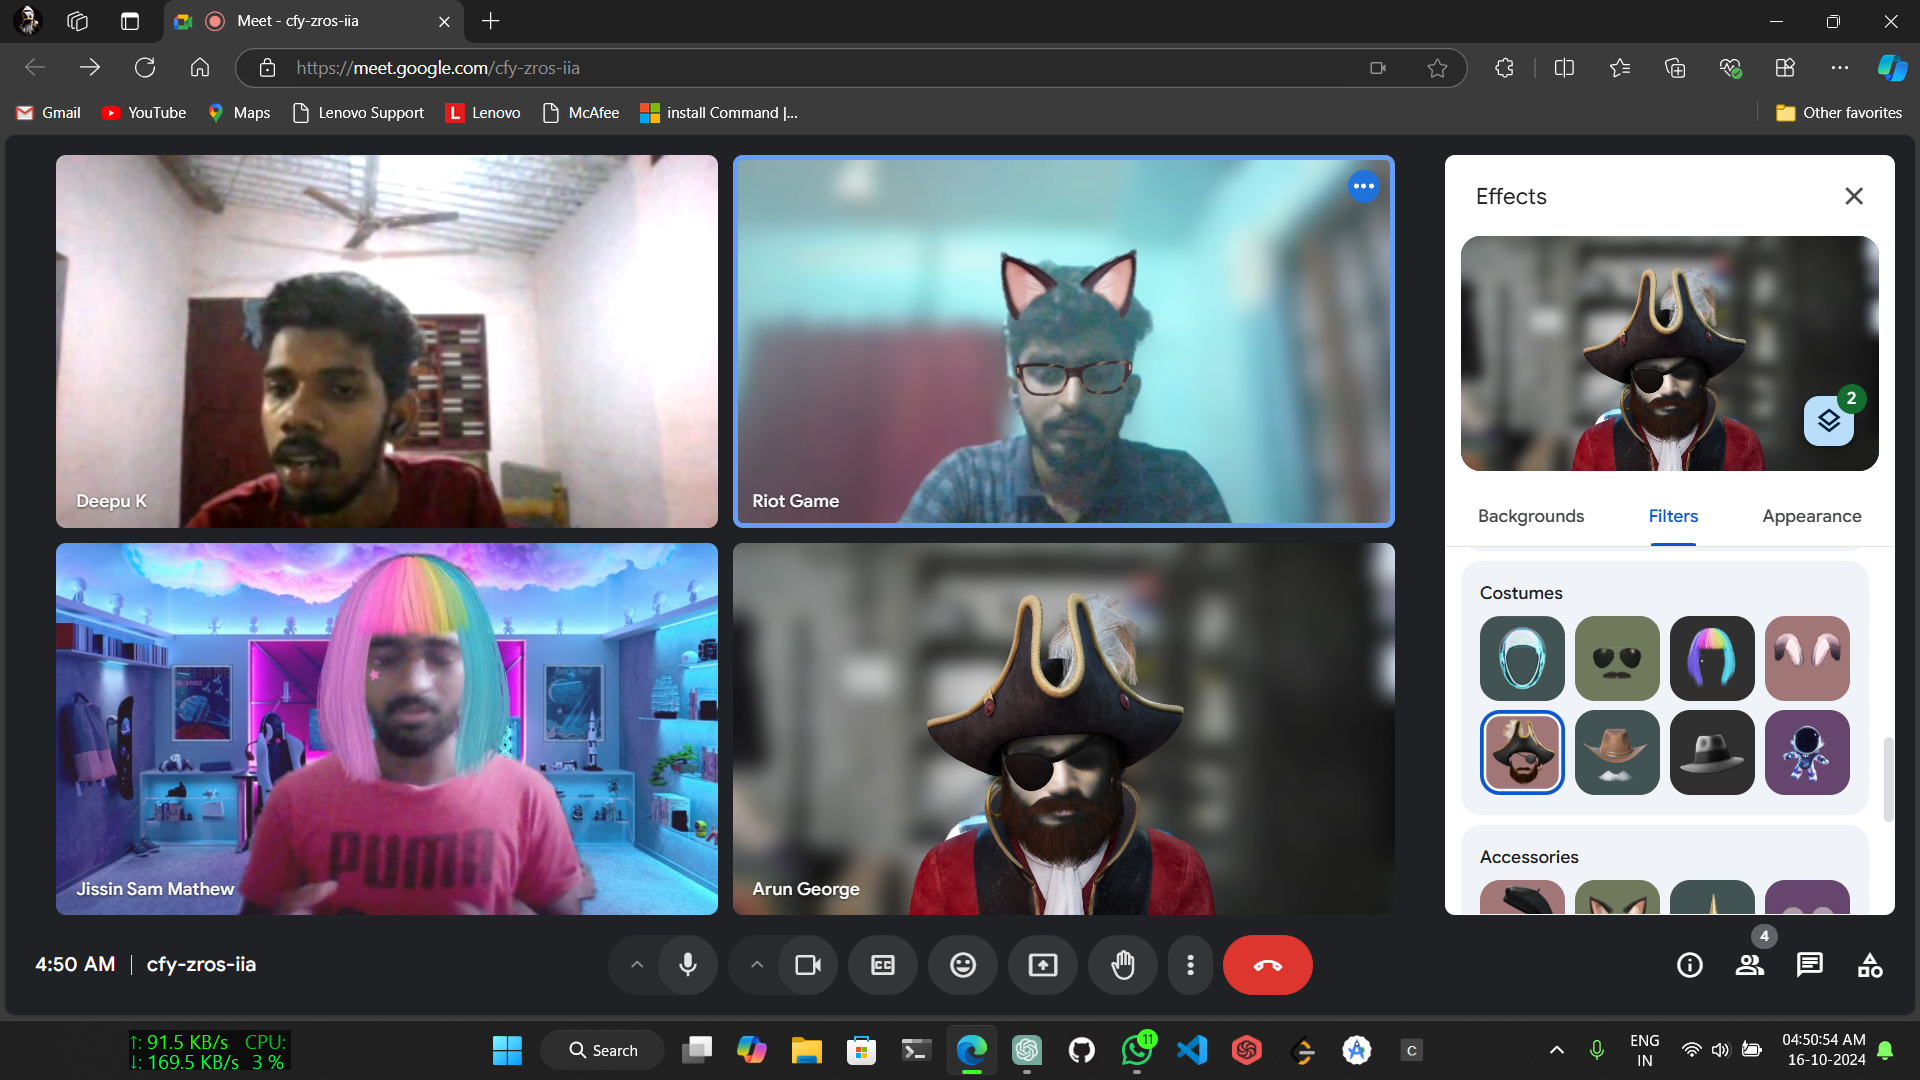 Meet - cfy-zros-iia
https://meet.google.com/cfy-zros-iia
Gmail
YouTube
Maps
Lenovo Support
L Lenovo
McAfee
install Command |...
Other favorites
Deepu K
Riot Game
Jissin Sam Mathew
PUMA
Arun George
Effects
2
Backgrounds Filters Appearance
Costumes
Accessories
4:50 AM | cfy-zros-iia
CC
4
↑: 91.5 KB/s CPU:
↓: 169.5 KB/s 3 %
Search
11
C
ENG
IN
04:50:54 AM
16-10-2024